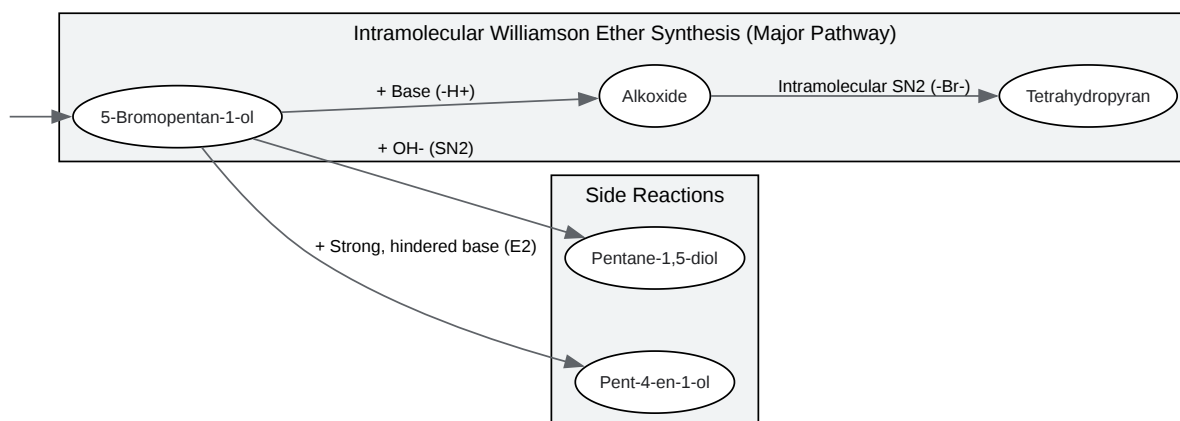 Intramolecular Williamson Ether Synthesis (Major Pathway)
5-Bromopentan-1-ol
+ Base (-H+)
Alkoxide
Intramolecular SN2 (-Br-)
Tetrahydropyran
+ OH- (SN2)
Side Reactions
+ Strong, hindered base (E2)
Pentane-1,5-diol
Pent-4-en-1-ol